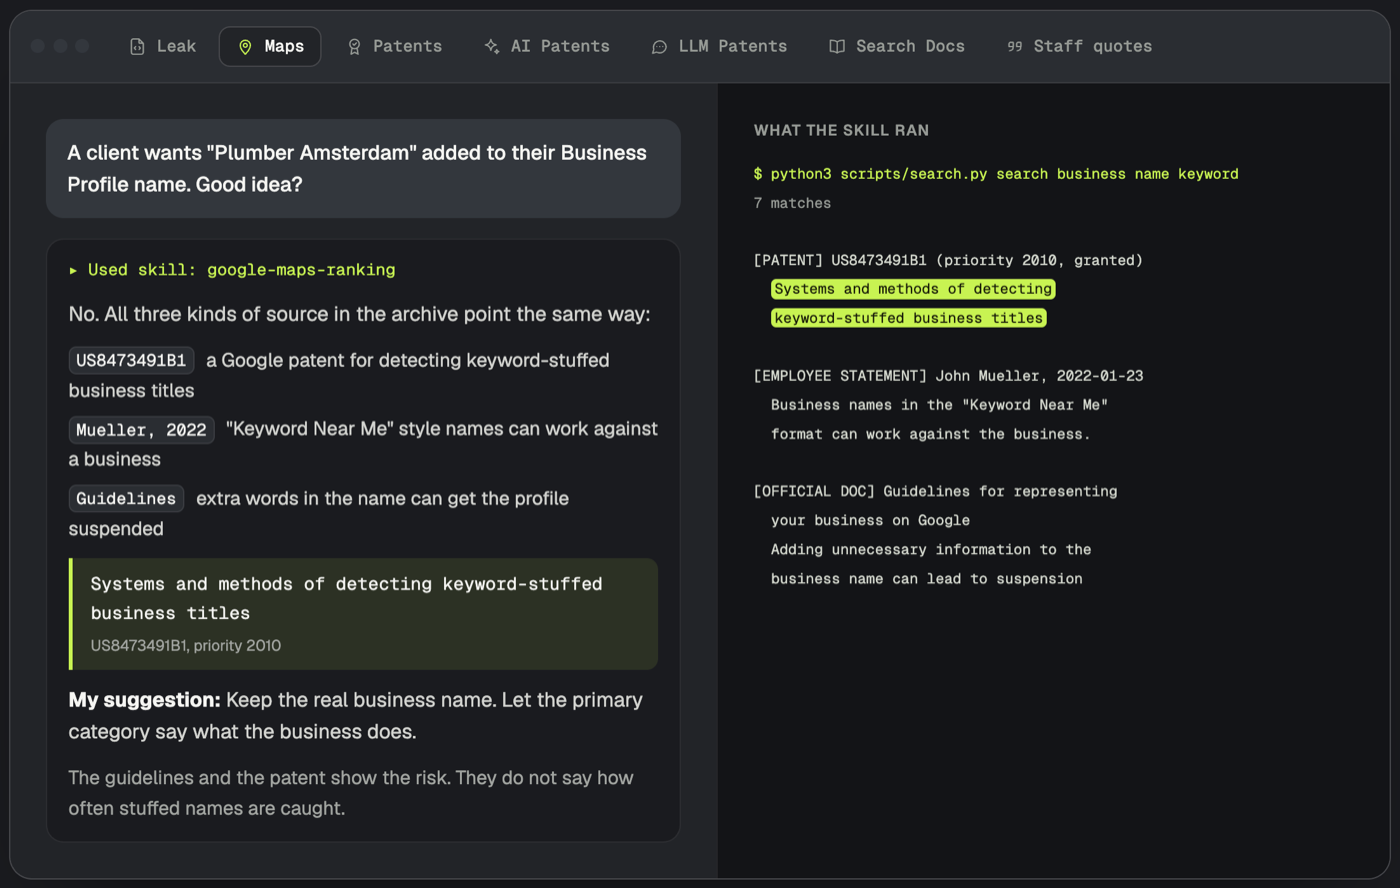 Leak
Maps
Patents
AI Patents
LLM Patents
Search Docs
Staff quotes
A client wants "Plumber Amsterdam" added to their Business
Profile name. Good idea?
▸ Used skill: google-maps-ranking
No. All three kinds of source in the archive point the same way:
US8473491B1 a Google patent for detecting keyword-stuffed
business titles
Mueller, 2022 "Keyword Near Me" style names can work against
a business
Guidelines extra words in the name can get the profile
suspended
Systems and methods of detecting keyword-stuffed
business titles
US8473491B1, priority 2010
My suggestion: Keep the real business name. Let the primary
category say what the business does.
The guidelines and the patent show the risk. They do not say how
often stuffed names are caught.
WHAT THE SKILL RAN
$ python3 scripts/search.py search business name keyword
7 matches
[PATENT] US8473491B1 (priority 2010, granted)
Systems and methods of detecting
keyword-stuffed business titles
[EMPLOYEE STATEMENT] John Mueller, 2022-01-23
Business names in the "Keyword Near Me"
format can work against the business.
[OFFICIAL DOC] Guidelines for representing
your business on Google
Adding unnecessary information to the
business name can lead to suspension